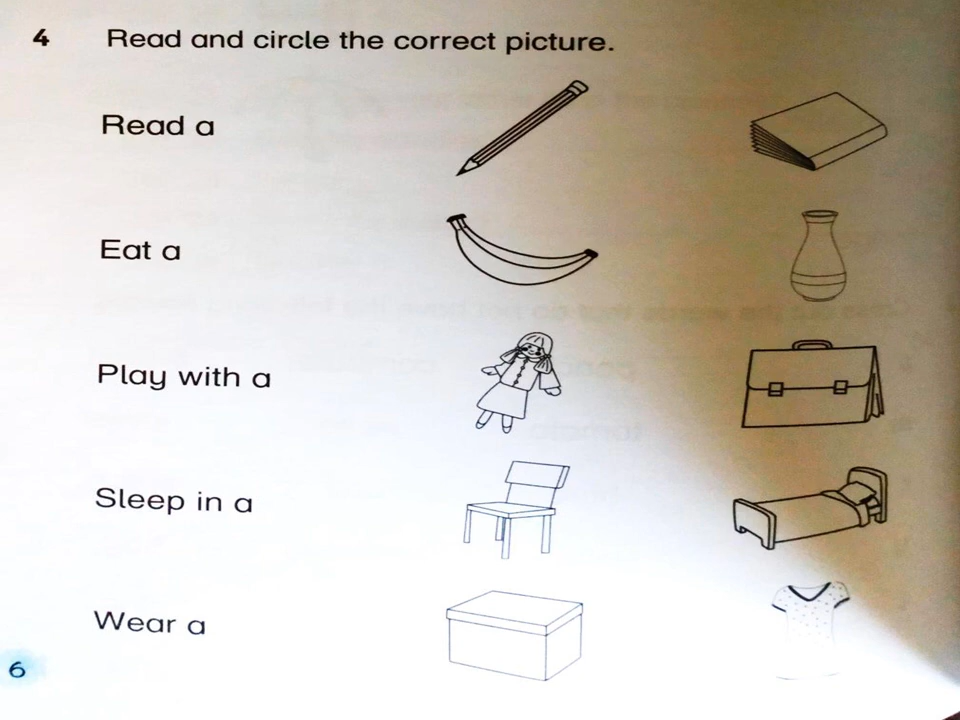 4 Read and circle the correct picture.
Read a
Eat a
Play with a
Sleep in a
Wear a
6